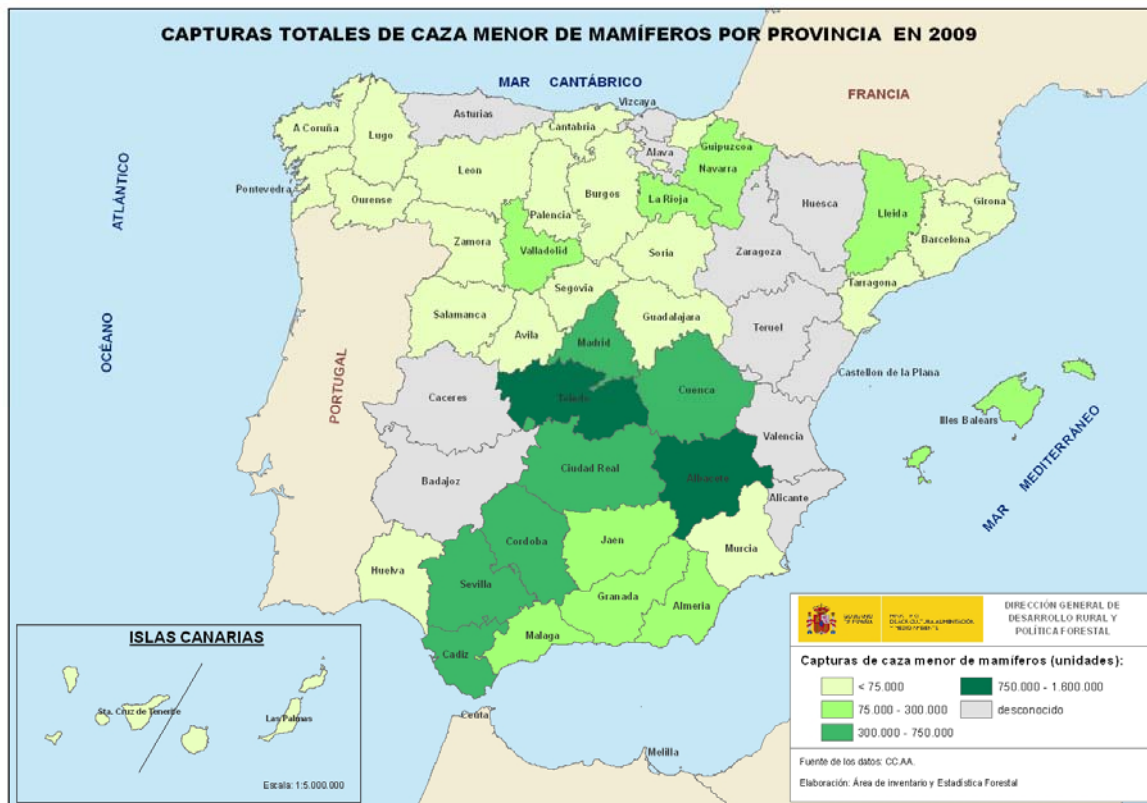 CAPTURAS TOTALES DE CAZA MENOR DE MAMÍFEROS POR PROVINCIA EN 2009
MAR CANTÁBRICO
FRANCIA
Vizcaya
Asturias
Cantabria
A Coruña
Lugo
Alava
Guipuzcoa
Navarra
Leon
Burgos
Pontevedra
Ourense
Palencia
La Rioja
Huesca
Lleida
Girona
Barcelona
ATLÁNTICO
OCÉANO
Zamora
Valladolid
Soria
Zaragoza
Tarragona
Segovia
Salamanca
Avila
Guadalajara
Teruel
Madrid
Castellon de la Plana
PORTUGAL
Caceres
Toledo
Cuenca
Illes Balears
Valencia
MAR MEDITERRÁNEO
Badajoz
Ciudad Real
Albacete
Alicante
Cordoba
Jaen
Murcia
Huelva
Sevilla
Granada
Almeria
Malaga
Cadiz
Ceuta
Melilla
ISLAS CANARIAS
Sta. Cruz de Tenerife
Las Palmas
Escala: 1:5.000.000
DIRECCIÓN GENERAL DE
DESARROLLO RURAL Y
POLÍTICA FORESTAL
Capturas de caza menor de mamíferos (unidades):
< 75.000
75.000 - 300.000
300.000 - 750.000
750.000 - 1.600.000
desconocido
Fuente de los datos: CC.AA.
Elaboración: Área de inventario y Estadística Forestal